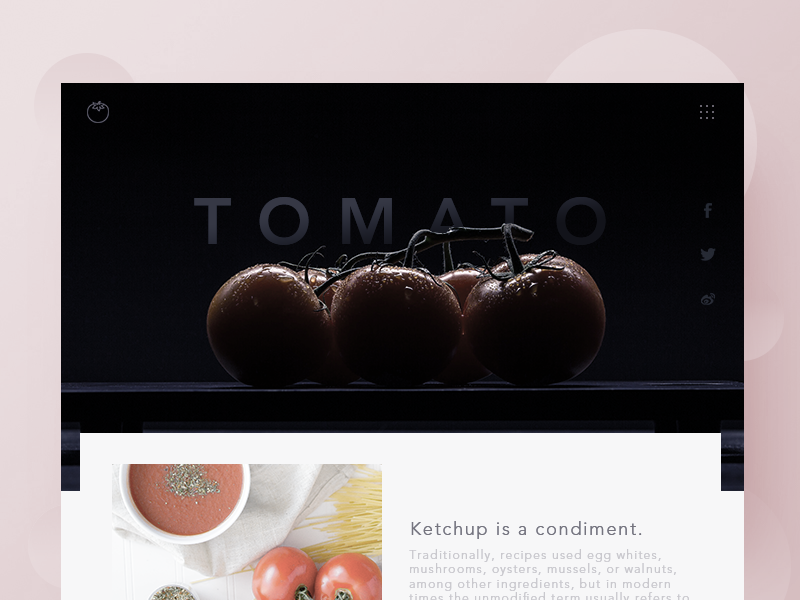 TOMATO
Ketchup is a condiment.
Traditionally, recipes used egg whites,
mushrooms, oysters, mussels, or walnuts,
among other ingredients, but in modern
times the unmodified term usually refers to